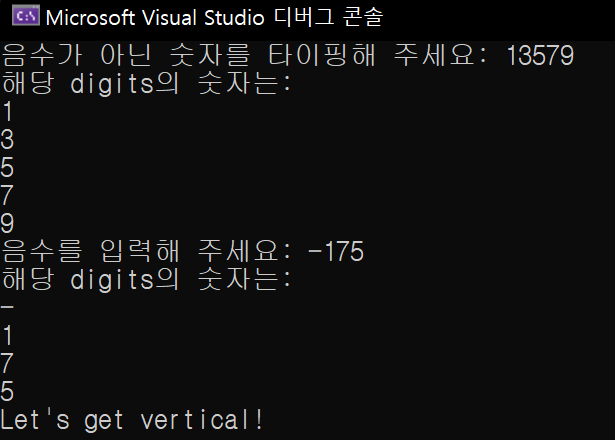 Microsoft Visual Studio 디버그 콘솔
음수가 아닌 숫자를 타이핑해 주세요: 13579
해당 digits의 숫자는:
1
3
5
7
9
음수를 입력해 주세요: -175
해당 digits의 숫자는:
-
1
7
5
Let's get vertical!